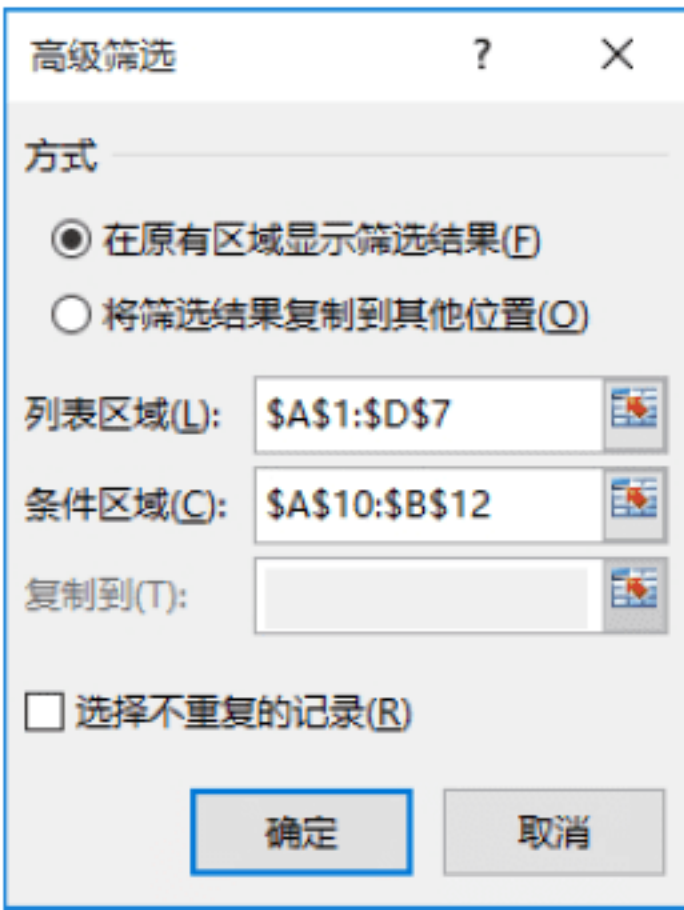 高级筛选 ?
方式
在原有区域显示筛选结果(F)
将筛选结果复制到其他位置(O)
列表区域(L): $A$1:$D$7
条件区域(C): $A$10:$B$12
复制到(T):
选择不重复的记录(R)
确定 取消